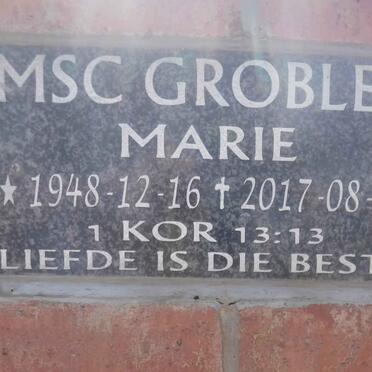 MSC GROBLE
MARIE
★ 1948-12-16 ✝ 2017-08-
1 KOR 13:13
LIEFDE IS DIE BEST